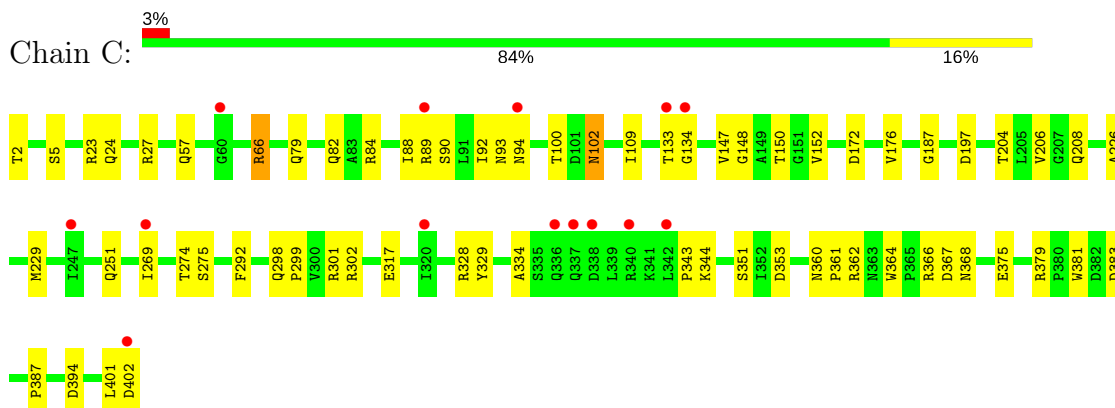 3%
Chain C:
84% 16%
T2 S5 R23 Q24 R27 Q57 G60 R66 Q79 Q82 A83 R84 I88 R89 S90 L91 I92 N93 N94 T100 D101 N102 I109 T133 G134 V147 G148 A149 T150 G151 V152 D172 V176 G187 D197 T204 L205 V206 G207 Q208
M229 I247 Q251 I269 T274 S275 F292 Q298 P299 V300 R301 R302 E317 I320 R328 Y329 A334 S335 Q336 Q337 D338 L339 R340 K341 L342 P343 K344 S351 I352 D353 N360 P361 R362 N363 W364 P365 R366 D367 N368 E375 R379 P380 W381 D382
P387 D394 L401 D402